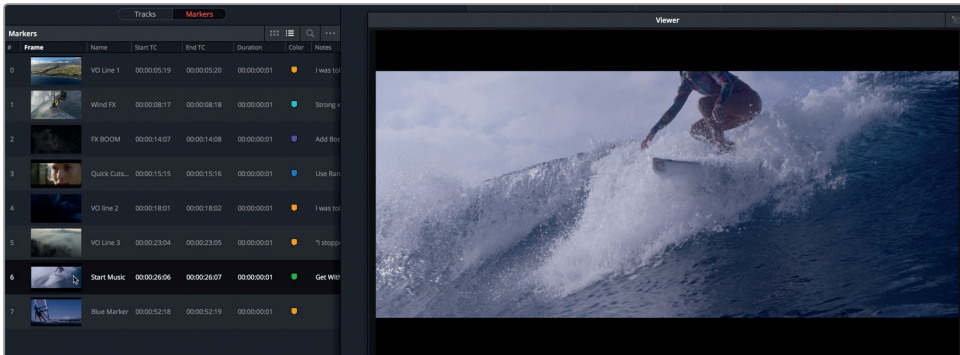 Tracks Markers
Viewer
Markers
# Frame Name Start TC End TC Duration Color Notes
0 VO Line 1 00:00:05:19 00:00:05:20 00:00:00:01 I was tol
1 Wind FX 00:00:08:17 00:00:08:18 00:00:00:01 Strong w
2 FX BOOM 00:00:14:07 00:00:14:08 00:00:00:01 Add Boo
3 Quick Cuts... 00:00:15:15 00:00:15:16 00:00:00:01 Use Ran
4 VO line 2 00:00:18:01 00:00:18:02 00:00:00:01 I was tol
5 VO Line 3 00:00:23:04 00:00:23:05 00:00:00:01 "I stopp
6 Start Music 00:00:26:06 00:00:26:07 00:00:00:01 Get With
7 Blue Marker 00:00:52:18 00:00:52:19 00:00:00:01